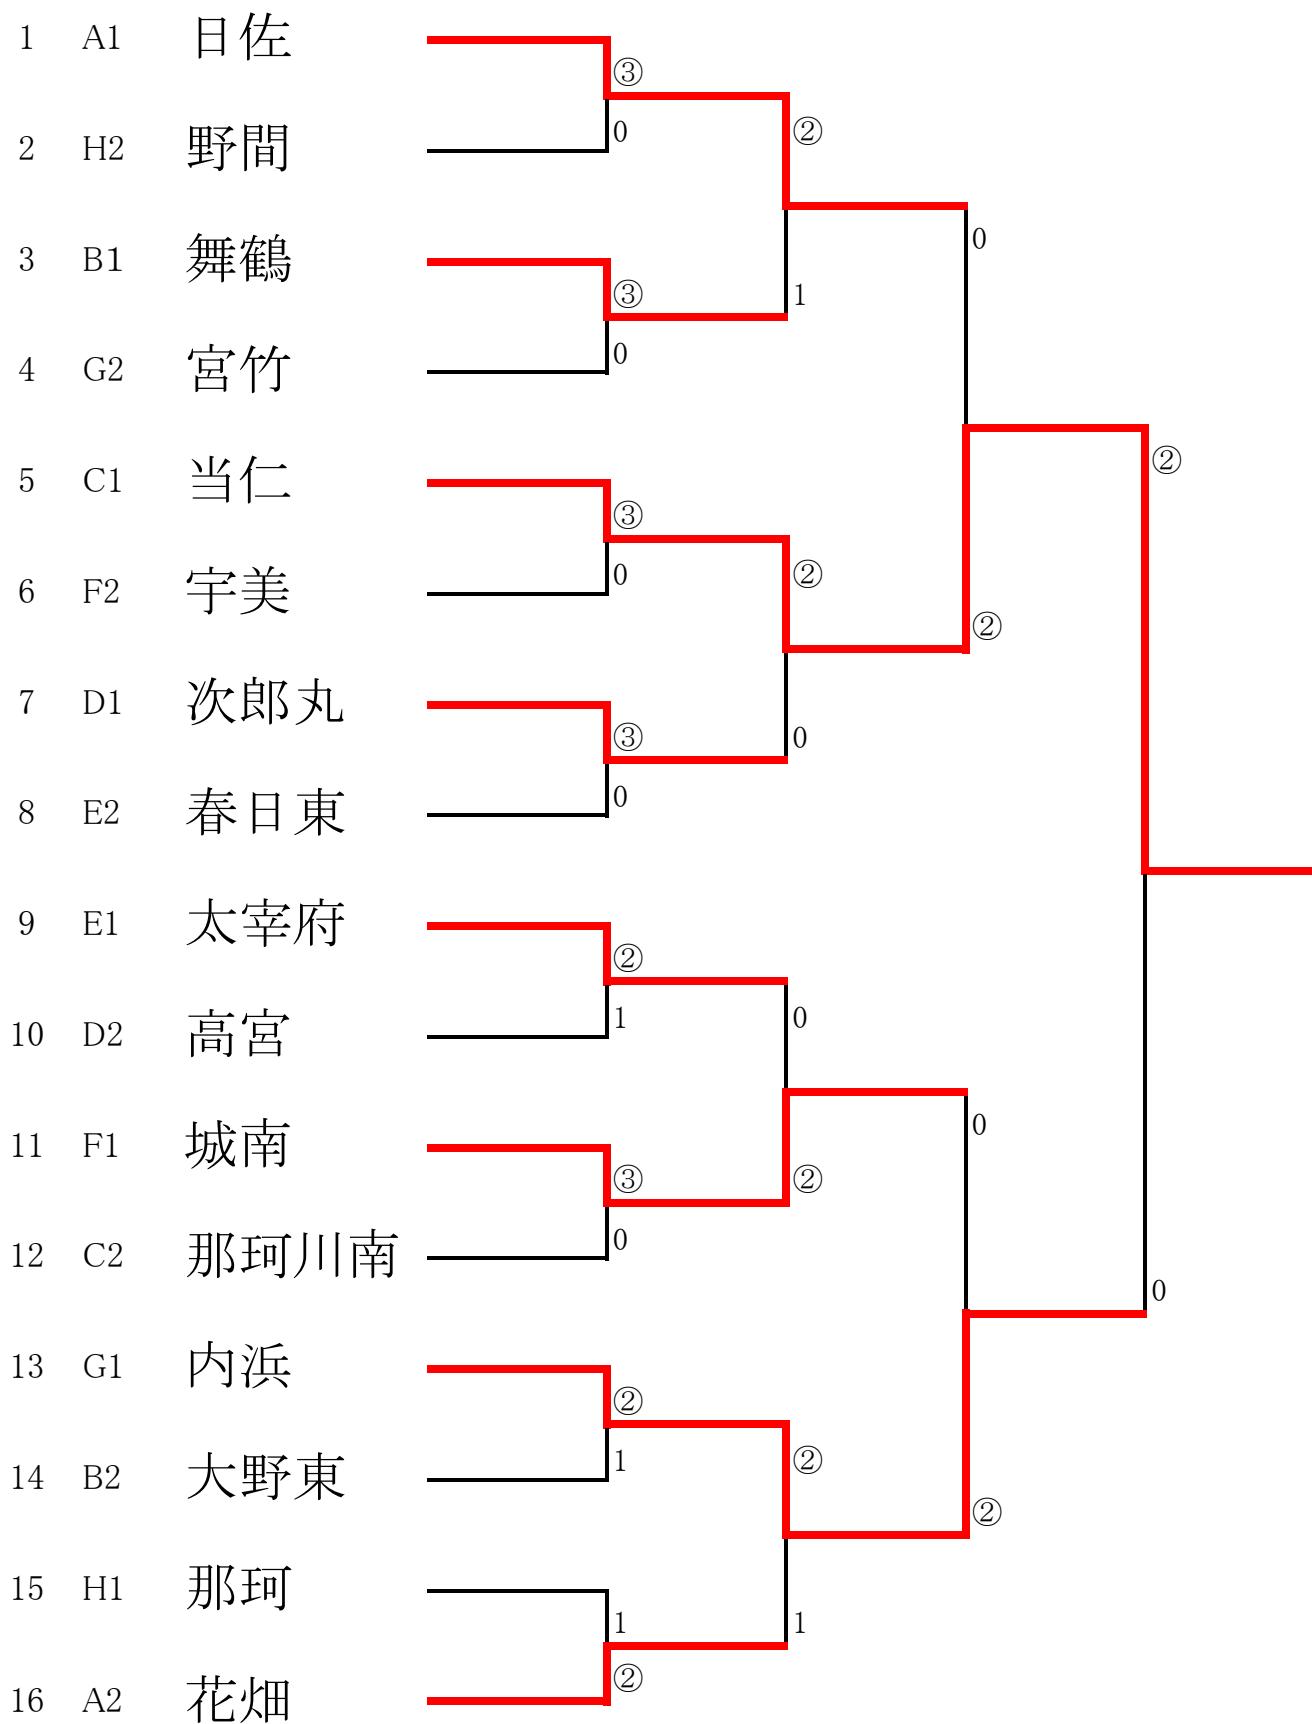 1 A1 日佐
③
0
②
2 H2 野間
0
3 B1 舞鶴
③
1
0
4 G2 宮竹
②
5 C1 当仁
③
0
②
6 F2 宇美
②
7 D1 次郎丸
③
0
0
8 E2 春日東
9 E1 太宰府
②
1
0
10 D2 高宮
0
11 F1 城南
③
②
0
12 C2 那珂川南
0
13 G1 内浜
②
1
②
14 B2 大野東
②
15 H1 那珂
1
1
②
16 A2 花畑